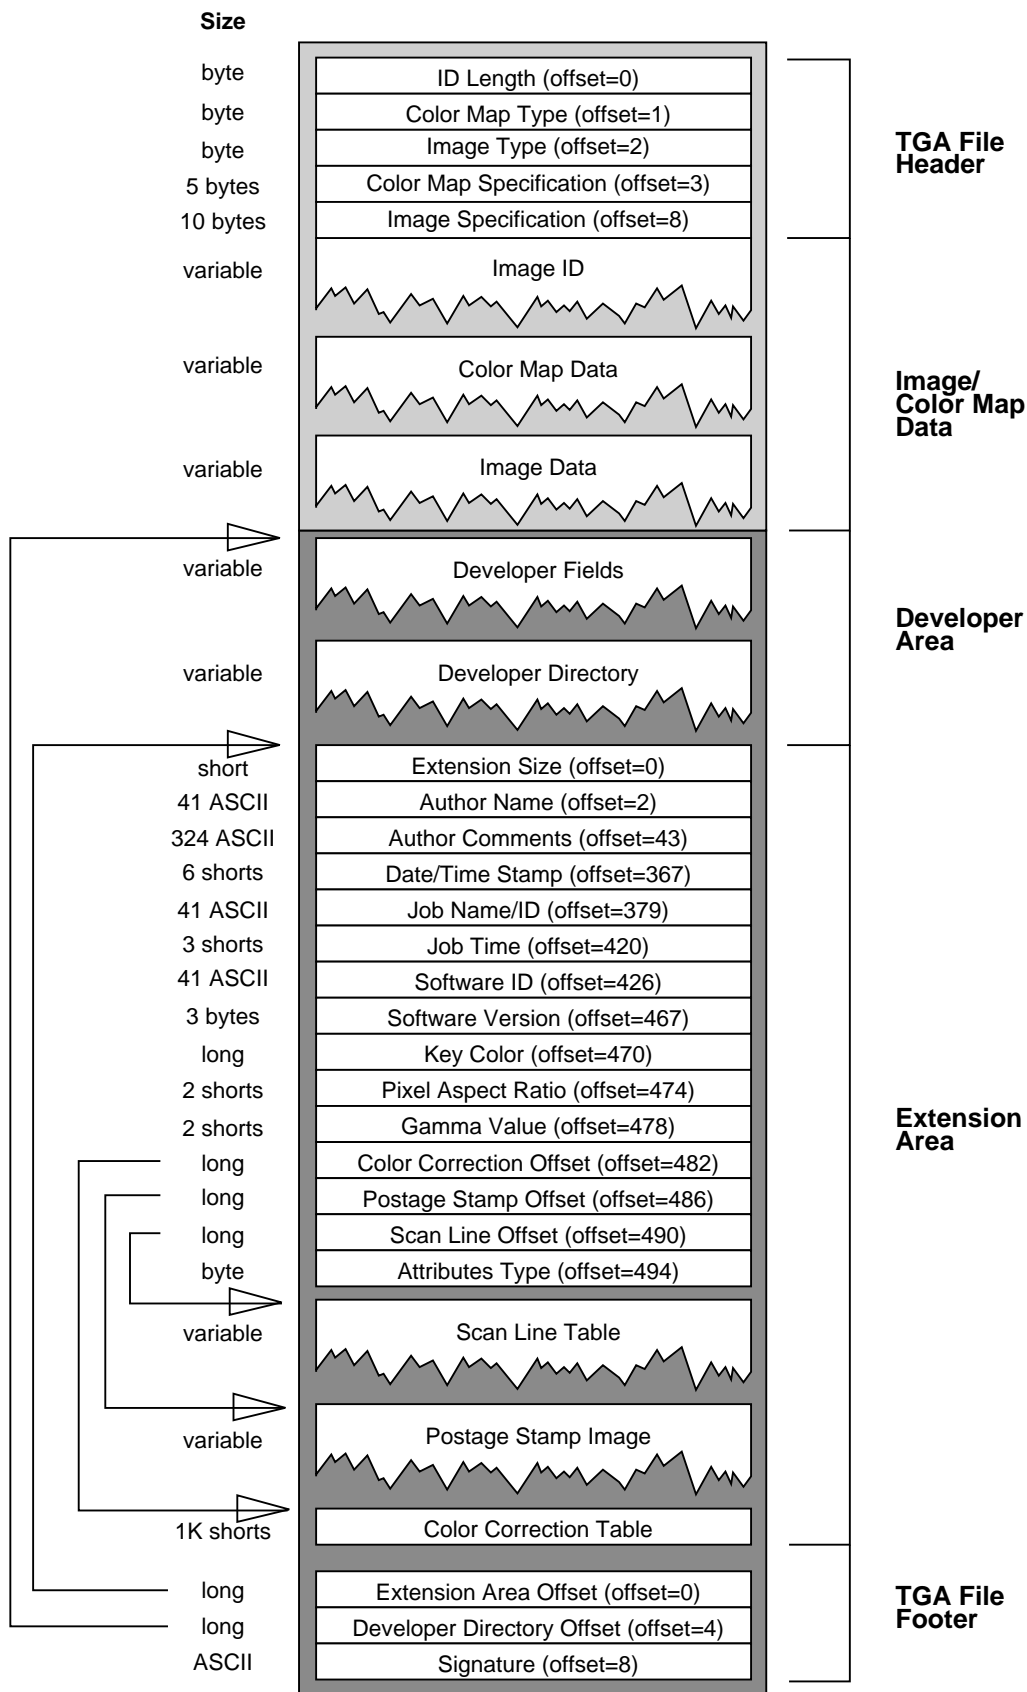 Size
byte
ID Length (offset=0)
byte
Color Map Type (offset=1)
byte
Image Type (offset=2)
5 bytes
Color Map Specification (offset=3)
10 bytes
Image Specification (offset=8)
TGA File
Header
variable
Image ID
variable
Color Map Data
variable
Image Data
Image/
Color Map
Data
variable
Developer Fields
variable
Developer Directory
Developer
Area
short
Extension Size (offset=0)
41 ASCII
Author Name (offset=2)
324 ASCII
Author Comments (offset=43)
6 shorts
Date/Time Stamp (offset=367)
41 ASCII
Job Name/ID (offset=379)
3 shorts
Job Time (offset=420)
41 ASCII
Software ID (offset=426)
3 bytes
Software Version (offset=467)
long
Key Color (offset=470)
2 shorts
Pixel Aspect Ratio (offset=474)
2 shorts
Gamma Value (offset=478)
long
Color Correction Offset (offset=482)
long
Postage Stamp Offset (offset=486)
long
Scan Line Offset (offset=490)
byte
Attributes Type (offset=494)
variable
Scan Line Table
variable
Postage Stamp Image
1K shorts
Color Correction Table
Extension
Area
long
Extension Area Offset (offset=0)
long
Developer Directory Offset (offset=4)
ASCII
Signature (offset=8)
TGA File
Footer